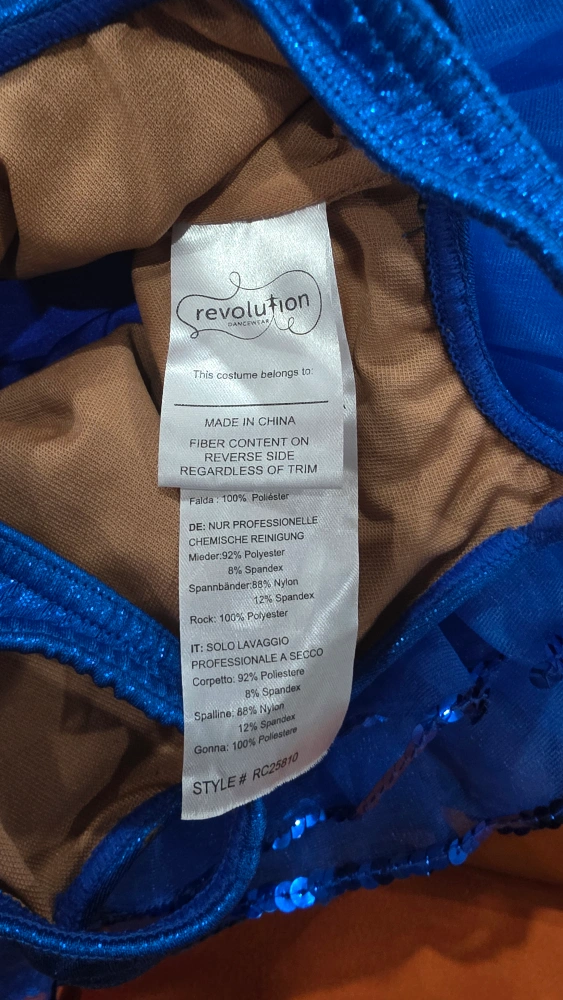 revolution
DANCEWEAR
This costume belongs to:
MADE IN CHINA
FIBER CONTENT ON
REVERSE SIDE
REGARDLESS OF TRIM
Falda : 100% Poliéster
DE: NUR PROFESSIONELLE
CHEMISCHE REINIGUNG
Mieder:92% Polyester
8% Spandex
Spannbänder:88% Nylon
12% Spandex
Rock: 100% Polyester
IT: SOLO LAVAGGIO
PROFESSIONALE A SECCO
Corpetto: 92% Poliestere
8% Spandex
Spalline: 88% Nylon
12% Spandex
Gonna: 100% Poliestere
STYLE# RC25810